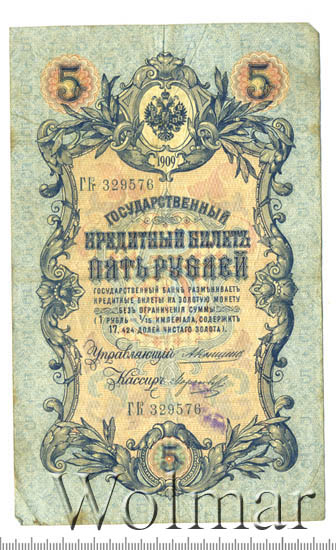 5 5
1909
ГК 329576
ГОСУДАРСТВЕННЫЙ
КРЕДИТНЫЙ БИЛЕТЪ
ПЯТЬ РУБЛЕЙ
ГОСУДАРСТВЕННЫЙ БАНКЪ РАЗМѢНИВАЕТЪ
КРЕДИТНЫЕ БИЛЕТЫ НА ЗОЛОТУЮ МОНЕТУ
БЕЗЪ ОГРАНИЧЕНІЯ СУММЫ
(1 РУБЛЬ = 1/15 ИМПЕРІАЛА, СОДЕРЖИТЪ
17,424 ДОЛЕЙ ЧИСТАГО ЗОЛОТА).
Управляющій
Кассиръ
ГК 329576
5
Wolmar